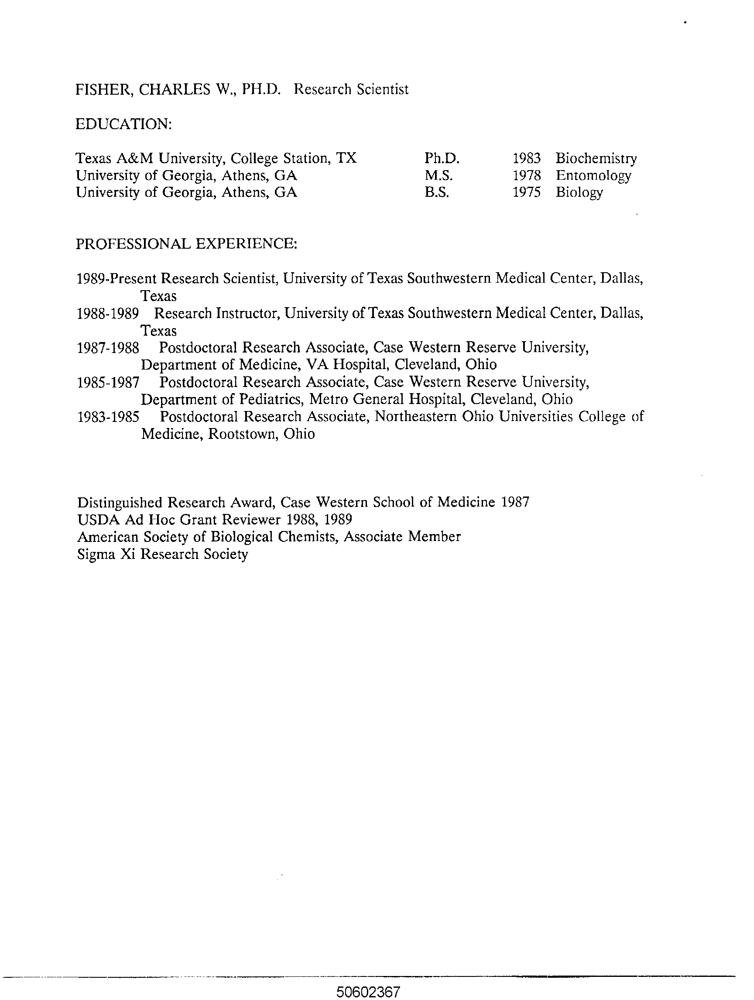 FISHER, CHARLES W., PH.D. Research Scientist
EDUCATION:
Texas A&M University, College Station, TX Ph.D. 1983 Biochemistry
University of Georgia, Athens, GA M.S. 1978 Entomology
University of Georgia, Athens, GA B.S. 1975 Biology
PROFESSIONAL EXPERIENCE:
1989-Present Research Scientist, University of Texas Southwestern Medical Center, Dallas,
Texas
1988-1989 Research Instructor, University of Texas Southwestern Medical Center, Dallas,
Texas
1987-1988 Postdoctoral Research Associate, Case Western Reserve University,
Department of Medicine, VA Hospital, Cleveland, Ohio
1985-1987 Postdoctoral Research Associate, Case Western Reserve University,
Department of Pediatrics, Metro General Hospital, Cleveland, Ohio
1983-1985 Postdoctoral Research Associate, Northeastern Ohio Universities College of
Medicine, Rootstown, Ohio
Distinguished Research Award, Case Western School of Medicine 1987
USDA Ad Hoc Grant Reviewer 1988, 1989
American Society of Biological Chemists, Associate Member
Sigma Xi Research Society
50602367